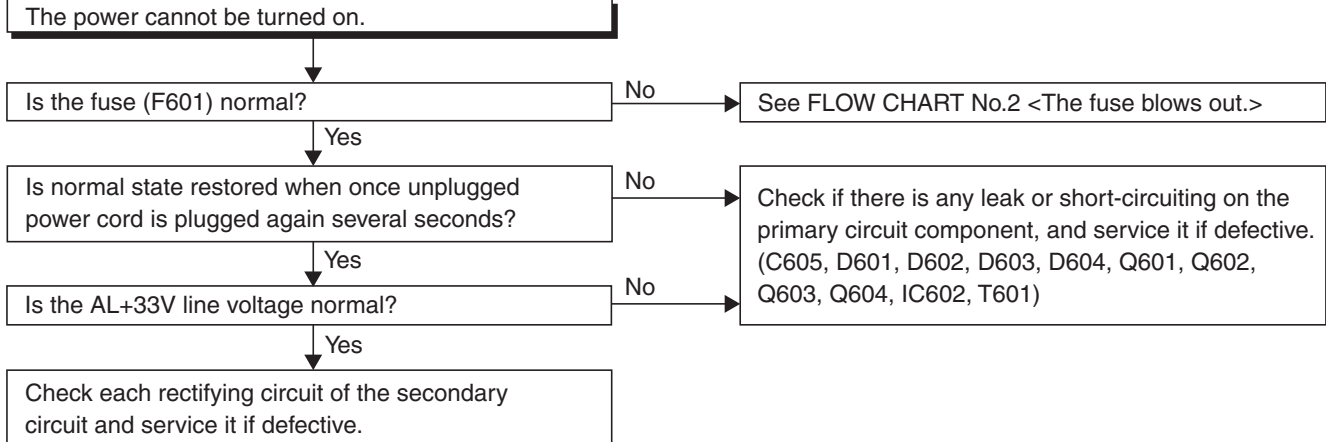 The power cannot be turned on.
Is the fuse (F601) normal?
No
See FLOW CHART No.2 <The fuse blows out.>
Yes
Is normal state restored when once unplugged
power cord is plugged again several seconds?
No
Check if there is any leak or short-circuiting on the
primary circuit component, and service it if defective.
(C605, D601, D602, D603, D604, Q601, Q602,
Q603, Q604, IC602, T601)
Yes
Is the AL+33V line voltage normal?
No
Yes
Check each rectifying circuit of the secondary
circuit and service it if defective.